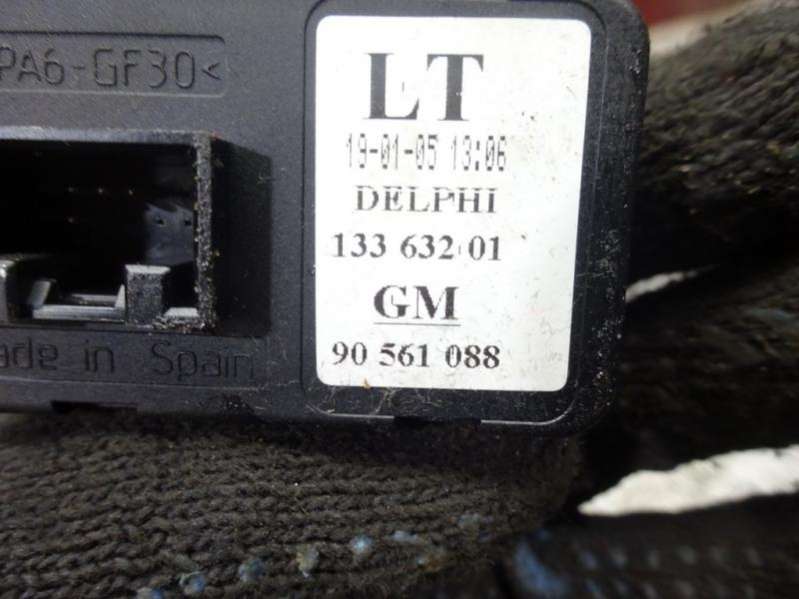 PA6-GF30<
LT
19-01-05 13:06
DELPHI
133 632 01
GM
90 561 088
ade in Spain